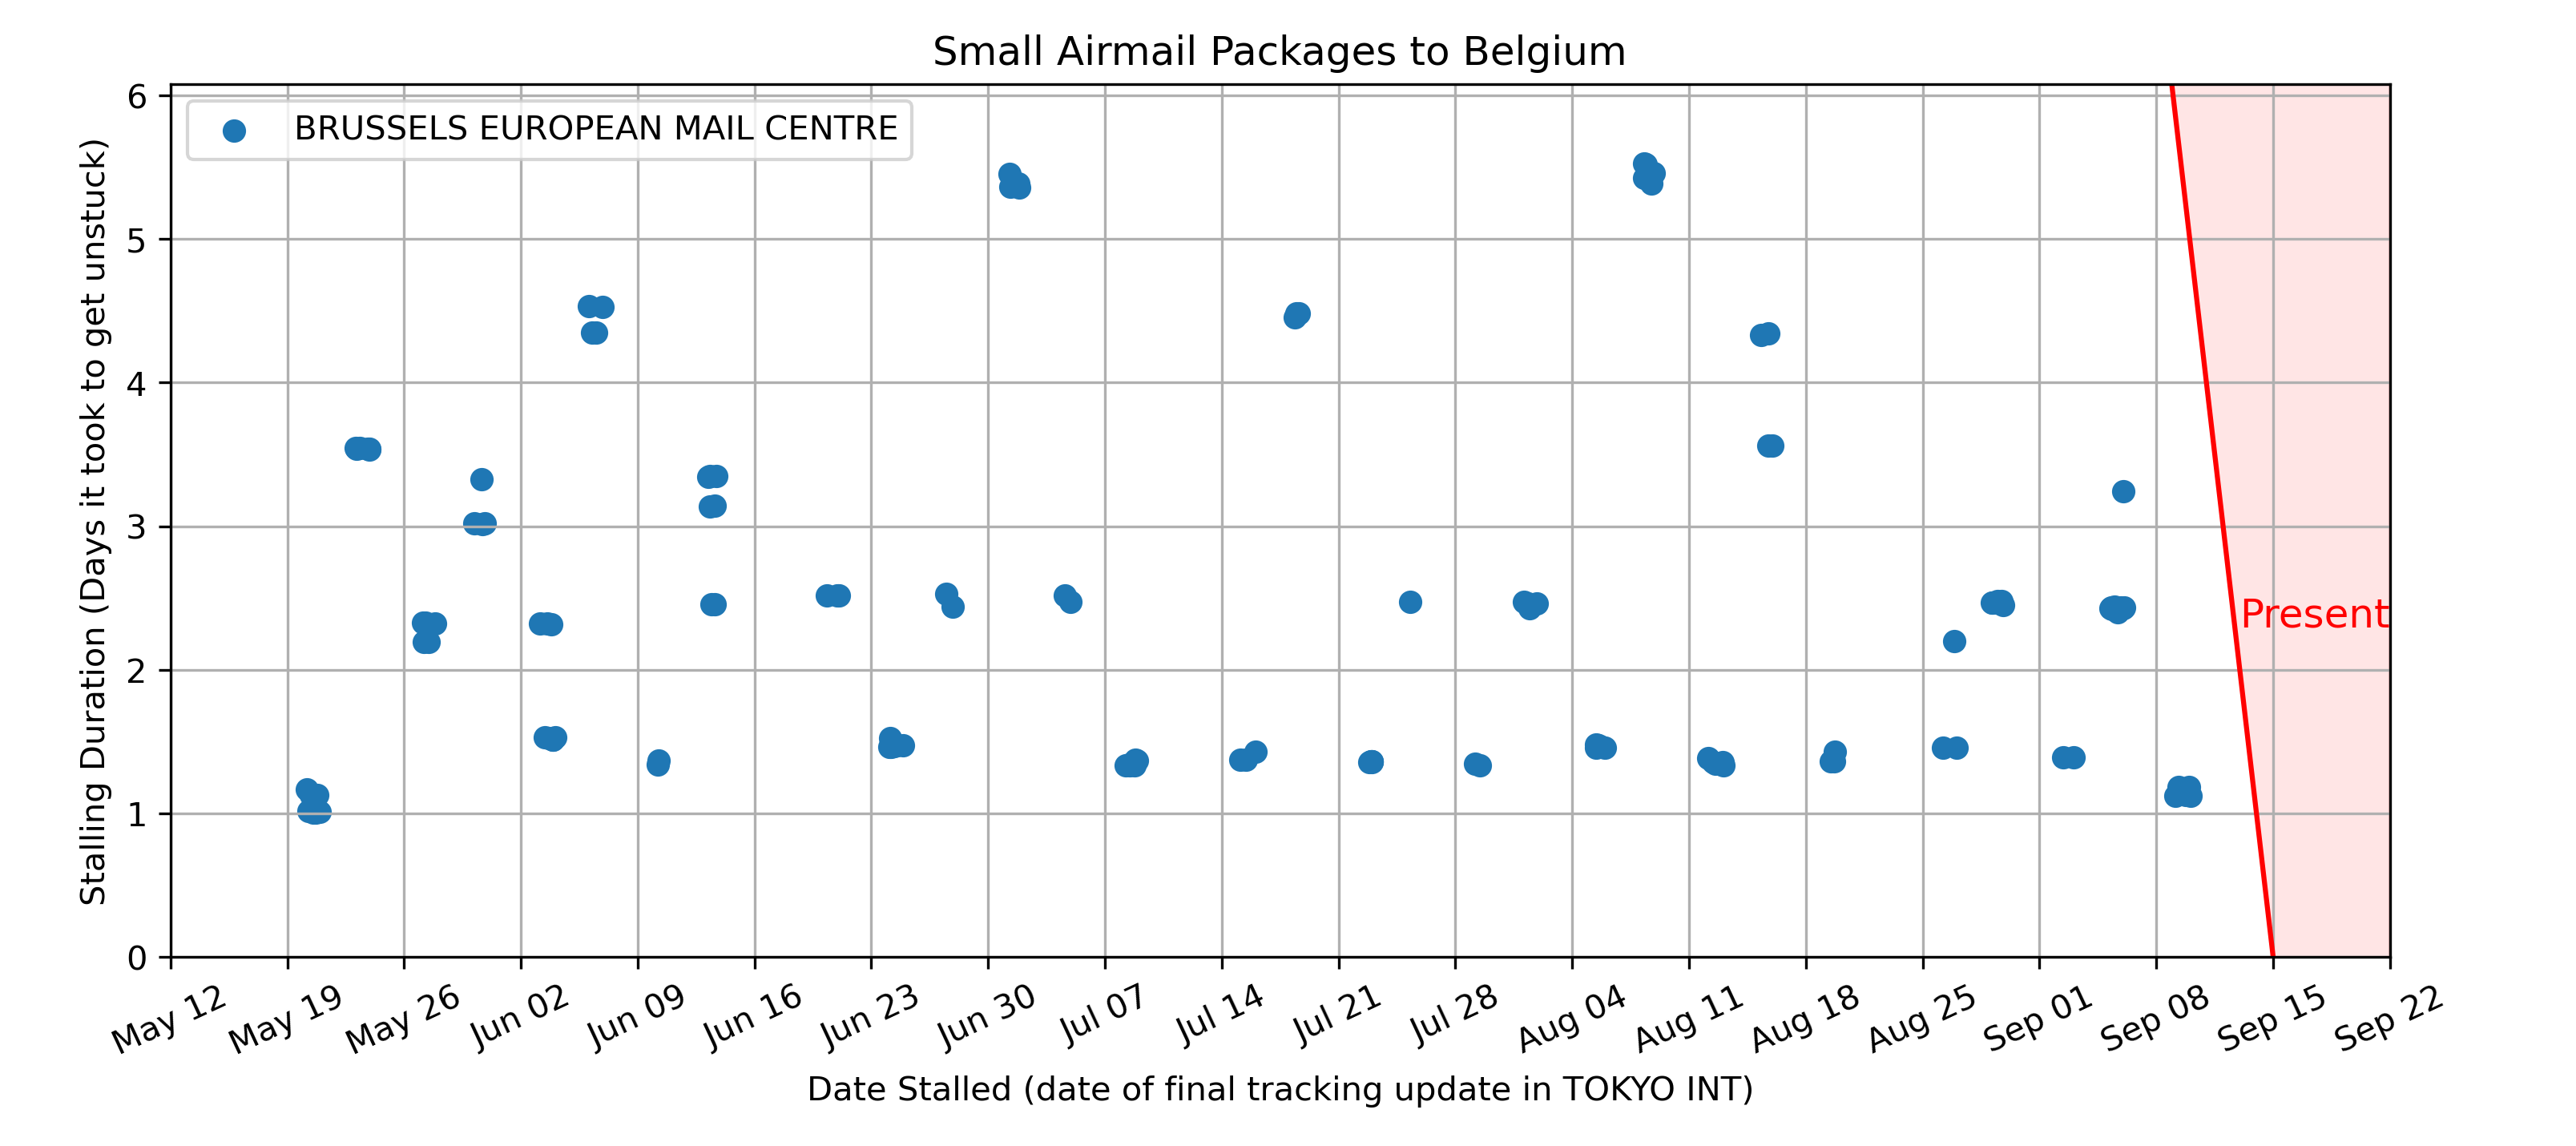 Small Airmail Packages to Belgium
BRUSSELS EUROPEAN MAIL CENTRE
Stalling Duration (Days it took to get unstuck)
6
5
4
3
2
1
0
Present
May 12
May 19
May 26
Jun 02
Jun 09
Jun 16
Jun 23
Jun 30
Jul 07
Jul 14
Jul 21
Jul 28
Aug 04
Aug 11
Aug 18
Aug 25
Sep 01
Sep 08
Sep 15
Sep 22
Date Stalled (date of final tracking update in TOKYO INT)